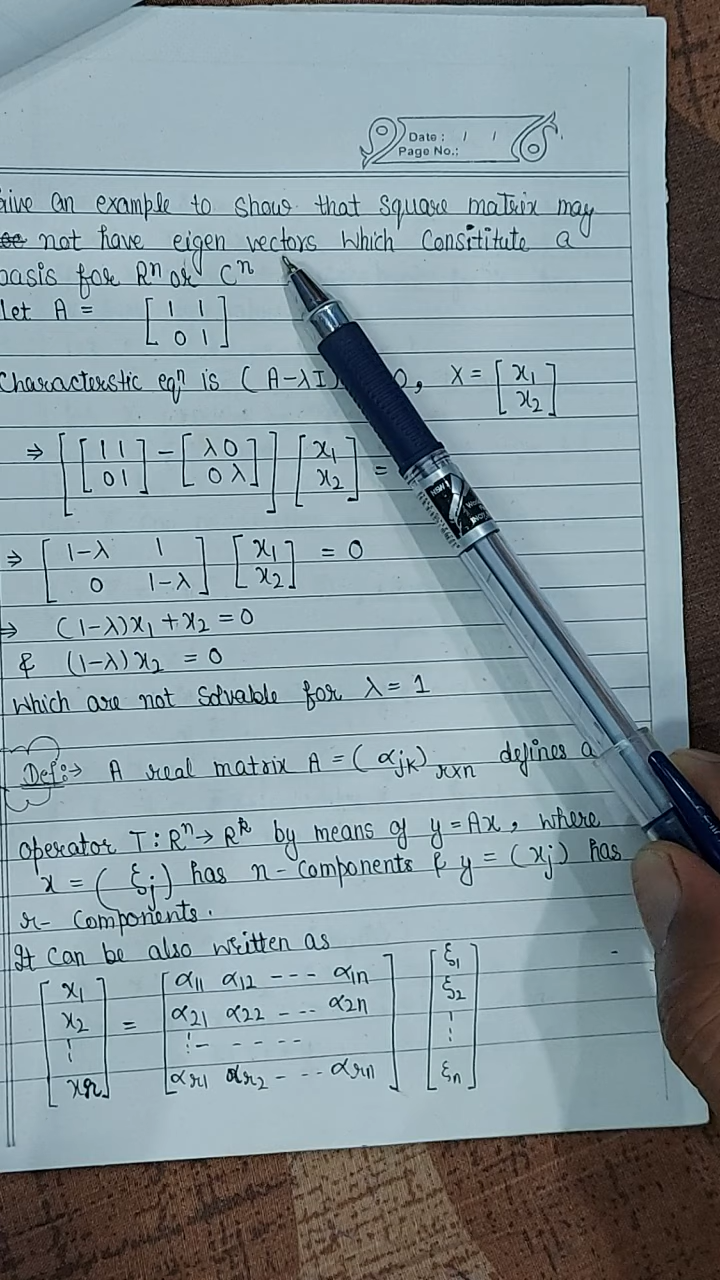 Date : / /
Page No.:
ive an example to show that square matrix may
not have eigen vectors which consititute a
basis for Rⁿ or Cⁿ
Let A = [1 1; 0 1]
Characterstic eqⁿ is (A-λI) 0, X = [x₁; x₂]
⇒ [[1 1; 0 1] - [λ 0; 0 λ]] [x₁; x₂] =
⇒ [1-λ 1; 0 1-λ] [x₁; x₂] = 0
⇒ (1-λ)x₁ + x₂ = 0
& (1-λ)x₂ = 0
which are not solvable for λ = 1
Def:→ A real matrix A = (αjk)rxn defines a
operator T: Rⁿ → Rʳ by means of y = Ax, where
x = (ξj) has n-components & y = (xj) has
r- components.
It can be also written as
[x₁; x₂; ⋮; xr] = [α₁₁ α₁₂ --- α₁n; α₂₁ α₂₂ --- α₂n; ⋮ - - - - -; αr₁ αr₂ - -- αrn] [ξ₁; ξ₂; ⋮; ξn]